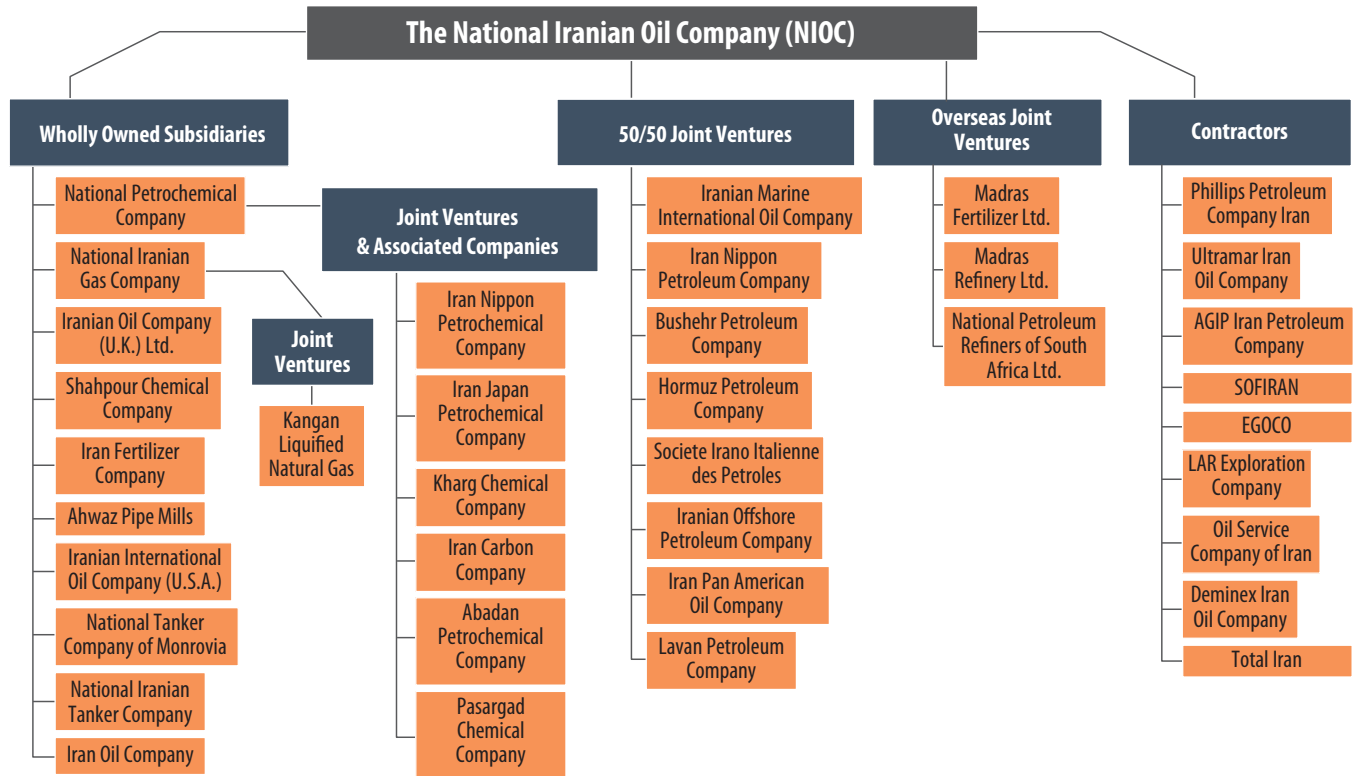 The National Iranian Oil Company (NIOC)
Wholly Owned Subsidiaries
National Petrochemical
Company
National Iranian
Gas Company
Iranian Oil Company
(U.K.) Ltd.
Shahpour Chemical
Company
Iran Fertilizer
Company
Ahwaz Pipe Mills
Iranian International
Oil Company (U.S.A.)
National Tanker
Company of Monrovia
National Iranian
Tanker Company
Iran Oil Company
Joint
Ventures
Kangan
Liquified
Natural Gas
Joint Ventures
& Associated Companies
Iran Nippon
Petrochemical
Company
Iran Japan
Petrochemical
Company
Kharg Chemical
Company
Iran Carbon
Company
Abadan
Petrochemical
Company
Pasargad
Chemical
Company
50/50 Joint Ventures
Iranian Marine
International Oil Company
Iran Nippon
Petroleum Company
Bushehr Petroleum
Company
Hormuz Petroleum
Company
Societe Irano Italienne
des Petroles
Iranian Offshore
Petroleum Company
Iran Pan American
Oil Company
Lavan Petroleum
Company
Overseas Joint
Ventures
Madras
Fertilizer Ltd.
Madras
Refinery Ltd.
National Petroleum
Refiners of South
Africa Ltd.
Contractors
Phillips Petroleum
Company Iran
Ultramar Iran
Oil Company
AGIP Iran Petroleum
Company
SOFIRAN
EGOCO
LAR Exploration
Company
Oil Service
Company of Iran
Deminex Iran
Oil Company
Total Iran